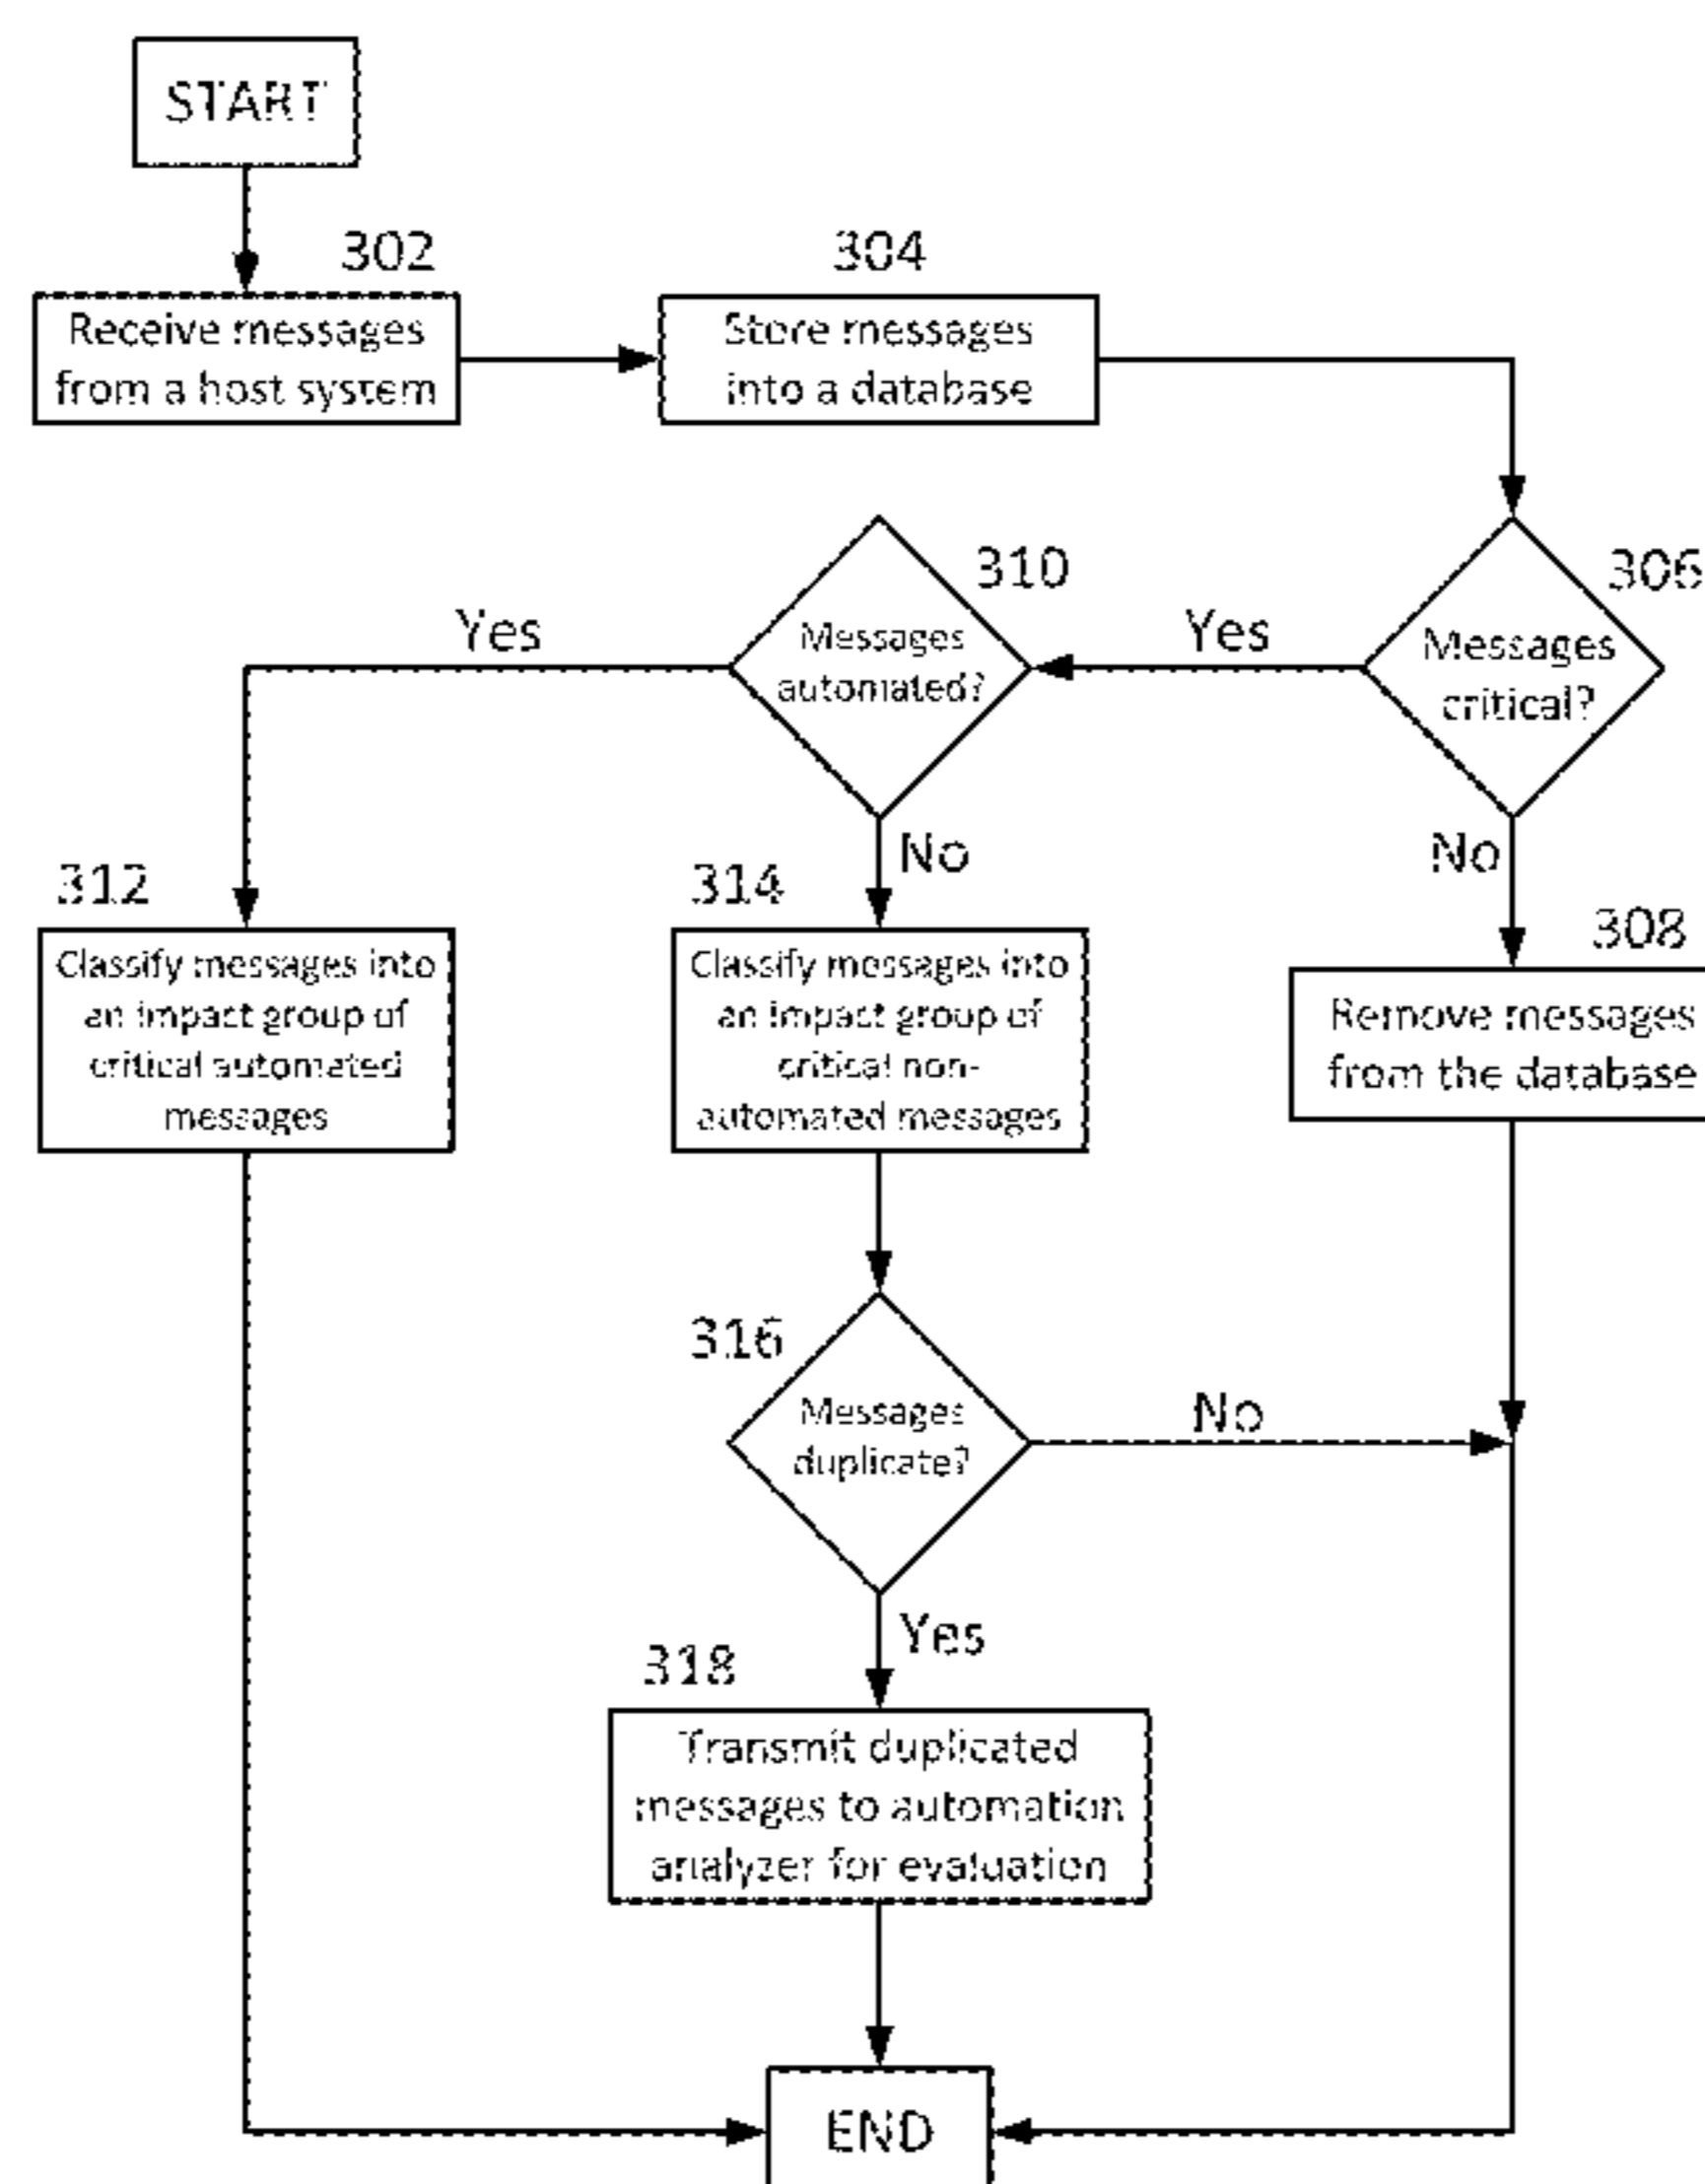 START
302
Receive messages
from a host system
304
Store messages
into a database
306
Messages
critical?
Yes
No
310
Messages
automated?
Yes
No
312
Classify messages into
an impact group of
critical automated
messages
314
Classify messages into
an impact group of
critical non-
automated messages
308
Remove messages
from the database
316
Messages
duplicate?
No
Yes
318
Transmit duplicated
messages to automation
analyzer for evaluation
END